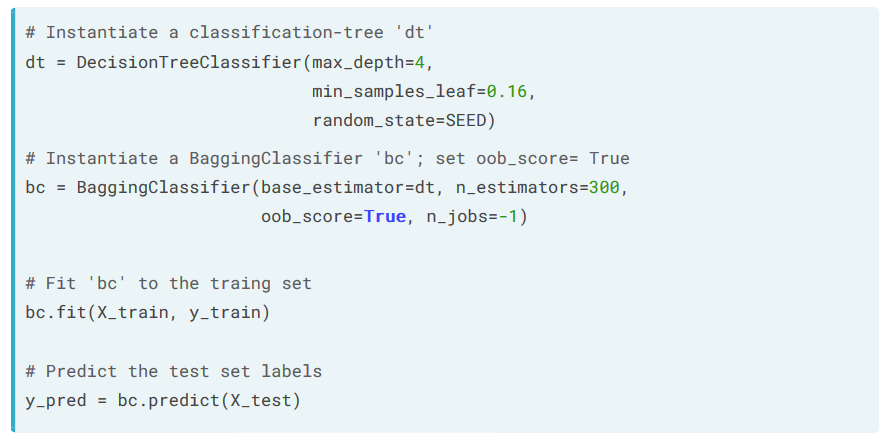 # Instantiate a classification-tree 'dt'
dt = DecisionTreeClassifier(max_depth=4,
                            min_samples_leaf=0.16,
                            random_state=SEED)
# Instantiate a BaggingClassifier 'bc'; set oob_score= True
bc = BaggingClassifier(base_estimator=dt, n_estimators=300,
                       oob_score=True, n_jobs=-1)
# Fit 'bc' to the traing set
bc.fit(X_train, y_train)
# Predict the test set labels
y_pred = bc.predict(X_test)